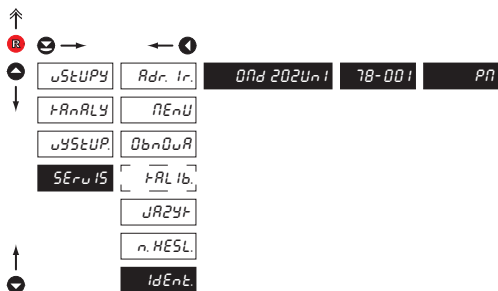 R
VSTUPY ADR. IR. OMD 202UNI 78-001 PM
KANALY MENU
VYSTUP. OBNOVA
SERVIS KALIB.
JAZYK
N. HESL.
IDENT.